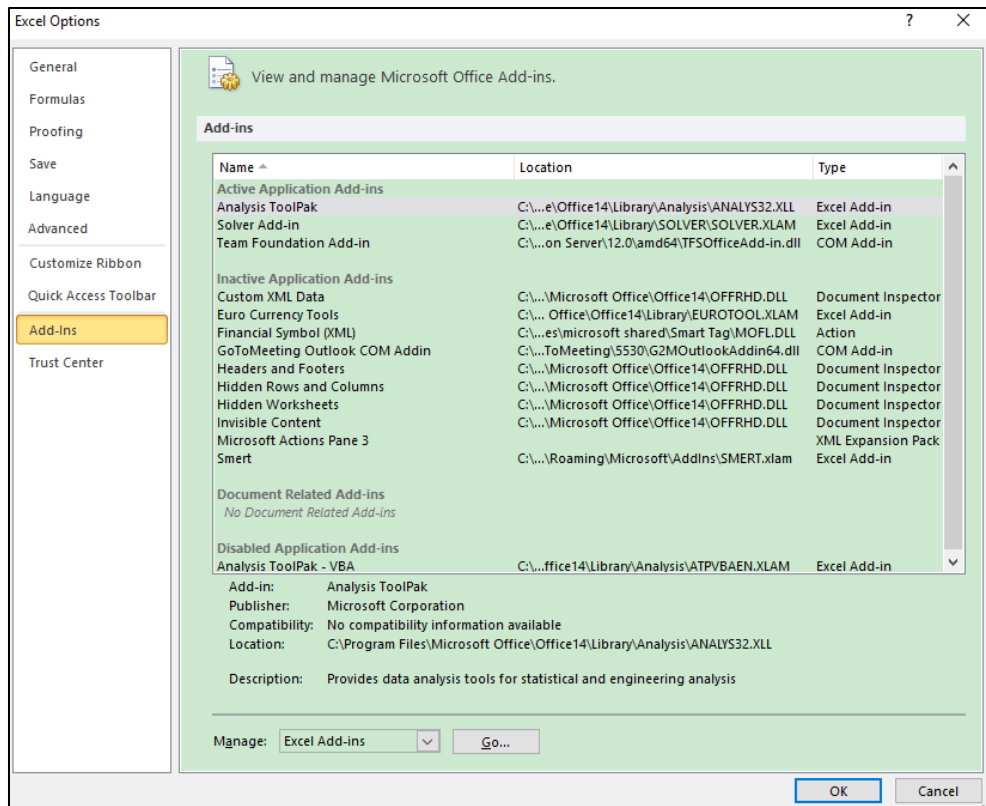 Excel Options ?
General
Formulas
Proofing
Save
Language
Advanced
Customize Ribbon
Quick Access Toolbar
Add-Ins
Trust Center
View and manage Microsoft Office Add-ins.
Add-ins
Name Location Type
Active Application Add-ins
Analysis ToolPak C:\...e\Office14\Library\Analysis\ANALYS32.XLL Excel Add-in
Solver Add-in C:\...e\Office14\Library\SOLVER\SOLVER.XLAM Excel Add-in
Team Foundation Add-in C:\...on Server\12.0\amd64\TFSOfficeAdd-in.dll COM Add-in
Inactive Application Add-ins
Custom XML Data C:\...\Microsoft Office\Office14\OFFRHD.DLL Document Inspector
Euro Currency Tools C:\... Office\Office14\Library\EUROTOOL.XLAM Excel Add-in
Financial Symbol (XML) C:\...es\microsoft shared\Smart Tag\MOFL.DLL Action
GoToMeeting Outlook COM Addin C:\...ToMeeting\5530\G2MOutlookAddin64.dll COM Add-in
Headers and Footers C:\...\Microsoft Office\Office14\OFFRHD.DLL Document Inspector
Hidden Rows and Columns C:\...\Microsoft Office\Office14\OFFRHD.DLL Document Inspector
Hidden Worksheets C:\...\Microsoft Office\Office14\OFFRHD.DLL Document Inspector
Invisible Content C:\...\Microsoft Office\Office14\OFFRHD.DLL Document Inspector
Microsoft Actions Pane 3 XML Expansion Pack
Smert C:\...\Roaming\Microsoft\AddIns\SMERT.xlam Excel Add-in
Document Related Add-ins
No Document Related Add-ins
Disabled Application Add-ins
Analysis ToolPak - VBA C:\...ffice14\Library\Analysis\ATPVBAEN.XLAM Excel Add-in
Add-in: Analysis ToolPak
Publisher: Microsoft Corporation
Compatibility: No compatibility information available
Location: C:\Program Files\Microsoft Office\Office14\Library\Analysis\ANALYS32.XLL
Description: Provides data analysis tools for statistical and engineering analysis
Manage: Excel Add-ins Go...
OK Cancel